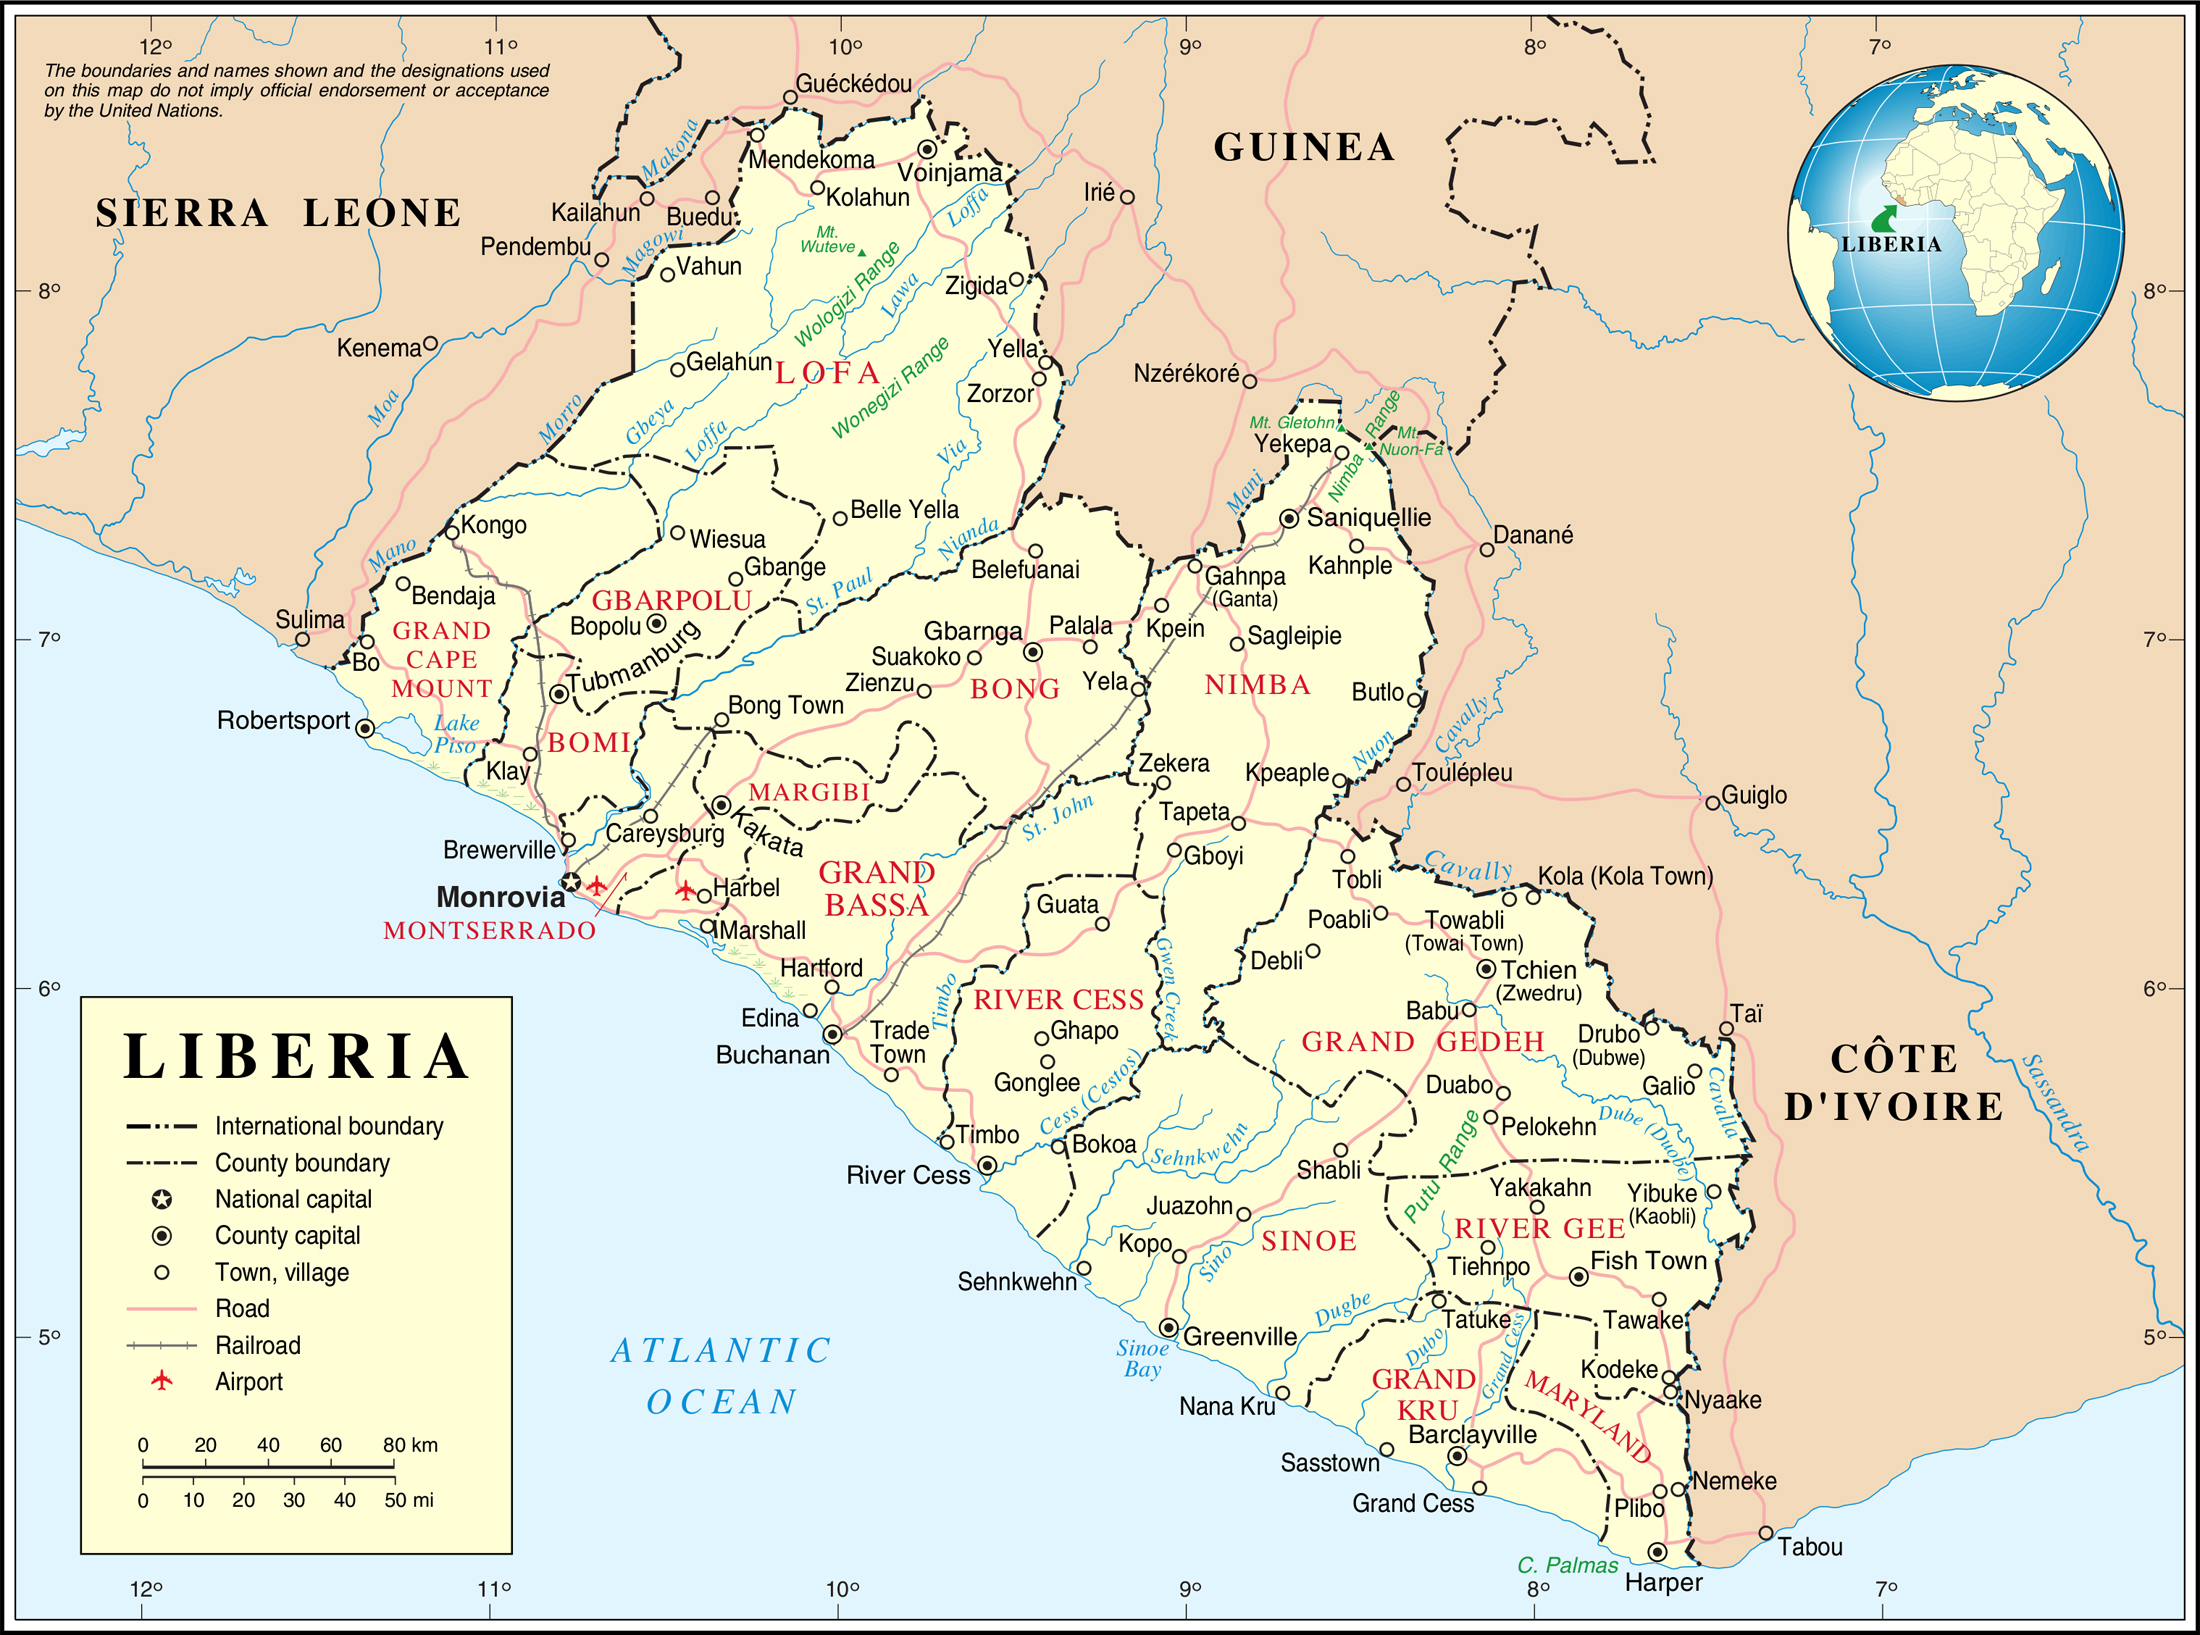 12° 11° 10° 9° 8° 7°
The boundaries and names shown and the designations used
on this map do not imply official endorsement or acceptance
by the United Nations.
Guéckédou
GUINEA
Makona
Mendekoma
Voinjama
SIERRA LEONE
Kailahun
Buedu
Kolahun
Irié
Loffa
Pendembu
Magowi
Vahun
Mt.
Wuteve
LIBERIA
8°
Zigida
Lawa
Wologizi Range
8°
Kenema
Gelahun
LOFA
Yella
Zorzor
Wonegizi Range
Nzérékoré
Moa
Morro
Gbeya
Loffa
Via
Mt. Gletohn
Range
Nimba
Mt.
Nuon-Fa
Yekepa
Mani
Kongo
Wiesua
Belle Yella
Nianda
Saniquellie
Danané
Mano
Gbange
Belefuanai
Kahnple
Bendaja
St. Paul
Gahnpa
(Ganta)
GBARPOLU
Sulima
Bopolu
Kpein
7°
Bo
GRAND
CAPE
MOUNT
Gbarnga
Palala
Sagleipie
7°
Suakoko
Tubmanburg
Zienzu
BONG
Yela
NIMBA
Butlo
Robertsport
Lake
Piso
Bong Town
BOMI
Cavally
Nuon
Klay
MARGIBI
Zekera
Kpeaple
Toulépleu
Guiglo
Careysburg
Kakata
St. John
Tapeta
Brewerville
Gboyi
Monrovia
Harbel
GRAND
BASSA
Tobli
Cavally
Kola (Kola Town)
MONTSERRADO
Marshall
Guata
Poabli
Towabli
(Towai Town)
Debli
Gwen Creek
Hartford
Tchien
(Zwedru)
6°
Timbo
RIVER CESS
6°
Edina
Babu
Taï
Buchanan
Trade
Town
Ghapo
GRAND GEDEH
Drubo
(Dubwe)
CÔTE
D'IVOIRE
Gonglee
Galio
Cavalla
Sassandra
Duabo
Cess (Cestos)
Dube (Duobe)
Pelokehn
Timbo
Bokoa
Sehnkwehn
Shabli
Putu Range
River Cess
Yakakahn
Yibuke
(Kaobli)
Juazohn
SINOE
RIVER GEE
Kopo
Sino
Fish Town
Tiehnpo
Sehnkwehn
Dugbe
Tatuke
Tawake
5°
Greenville
5°
Sinoe
Bay
Dubo
Grand Cess
Kodeke
GRAND
KRU
MARYLAND
Nyaake
Nana Kru
Barclayville
Sasstown
Nemeke
Grand Cess
Plibo
Tabou
C. Palmas
Harper
ATLANTIC
OCEAN
LIBERIA
International boundary
County boundary
National capital
County capital
Town, village
Road
Railroad
Airport
0 20 40 60 80 km
0 10 20 30 40 50 mi
12° 11° 10° 9° 8° 7°